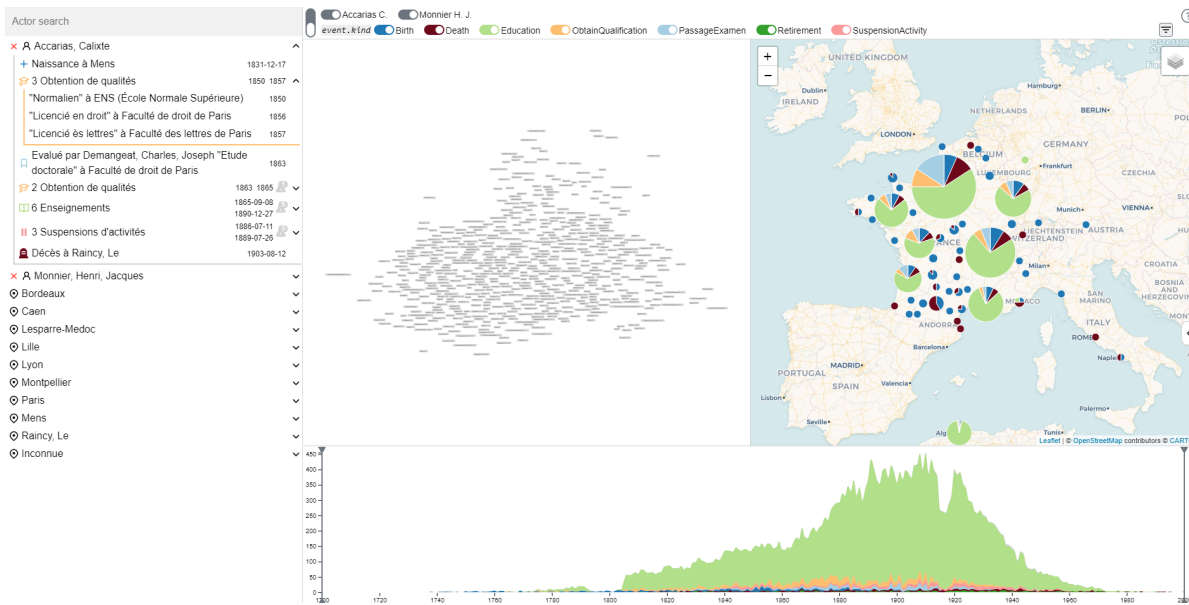 Actor search
Accarias, Calixte
Naissance à Mens 1831-12-17
3 Obtention de qualités 1850 1857
"Normalien" à ENS (École Normale Supérieure) 1850
"Licencié en droit" à Faculté de droit de Paris 1856
"Licencié ès lettres" à Faculté des lettres de Paris 1857
Evalué par Demangeat, Charles, Joseph "Etude
doctorale" à Faculté de droit de Paris 1863
2 Obtention de qualités 1863 1865
6 Enseignements 1865-09-08
1890-12-27
3 Suspensions d'activités 1886-07-11
1889-07-26
Décès à Raincy, Le 1903-08-12
Monnier, Henri, Jacques
Bordeaux
Caen
Lesparre-Medoc
Lille
Lyon
Montpellier
Paris
Mens
Raincy, Le
Inconnue
Accarias C. Monnier H. J.
event.kind Birth Death Education ObtainQualification PassageExamen Retirement SuspensionActivity
+
−
UNITED KINGDOM
Dublin
IRELAND
Hamburg
NETHERLANDS
BERLIN
LONDON
BELGIUM
GERMANY
LUXEMBOURG
Frankfurt
CZECHIA
Munich
VIENNA
AUSTRIA
Milan
CROATIA
BOSNIA
AND
HERZEGOVIN
SAN
MARINO
MONACO
ITALY
ANDORRA
ROME
Barcelona
Naples
MADRID
PORTUGAL
SPAIN
Valencia
Lisbon
Palermo
Seville
Alg
Tunis
Leaflet | © OpenStreetMap contributors © CART
450
400
350
300
250
200
150
100
50
0
1740 1760 1780 1800 1820 1840 1860 1880 1900 1920 1940 1960 1980